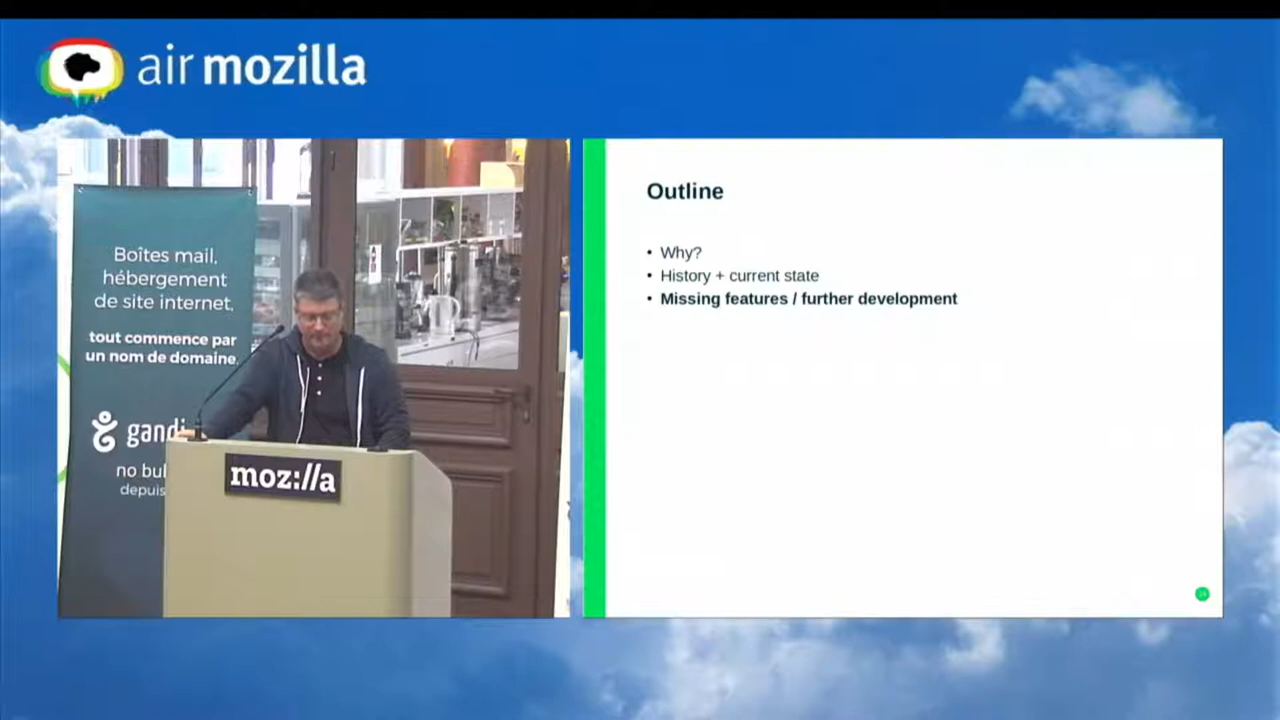 air mozilla
Boîtes mail,
hébergement
de site internet,
tout commence par
un nom de domaine.
gandi
no bul
depuis
moz://a
Outline
• Why?
• History + current state
• Missing features / further development